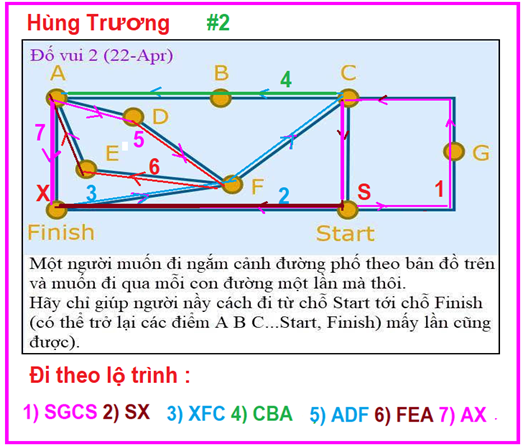 Hùng Trương #2
Đố vui 2 (22-Apr)
A B 4 C
D
7 5
E 6 G
X 3 F 2 S 1
Finish Start
Một người muốn đi ngắm cảnh đường phố theo bản đồ trên
và muốn đi qua mỗi con đường một lần mà thôi.
Hãy chỉ giúp người nầy cách đi từ chỗ Start tới chỗ Finish
(có thể trở lại các điểm A B C...Start, Finish) mấy lần cũng
được).
Đi theo lộ trình :
1) SGCS 2) SX 3) XFC 4) CBA 5) ADF 6) FEA 7) AX .